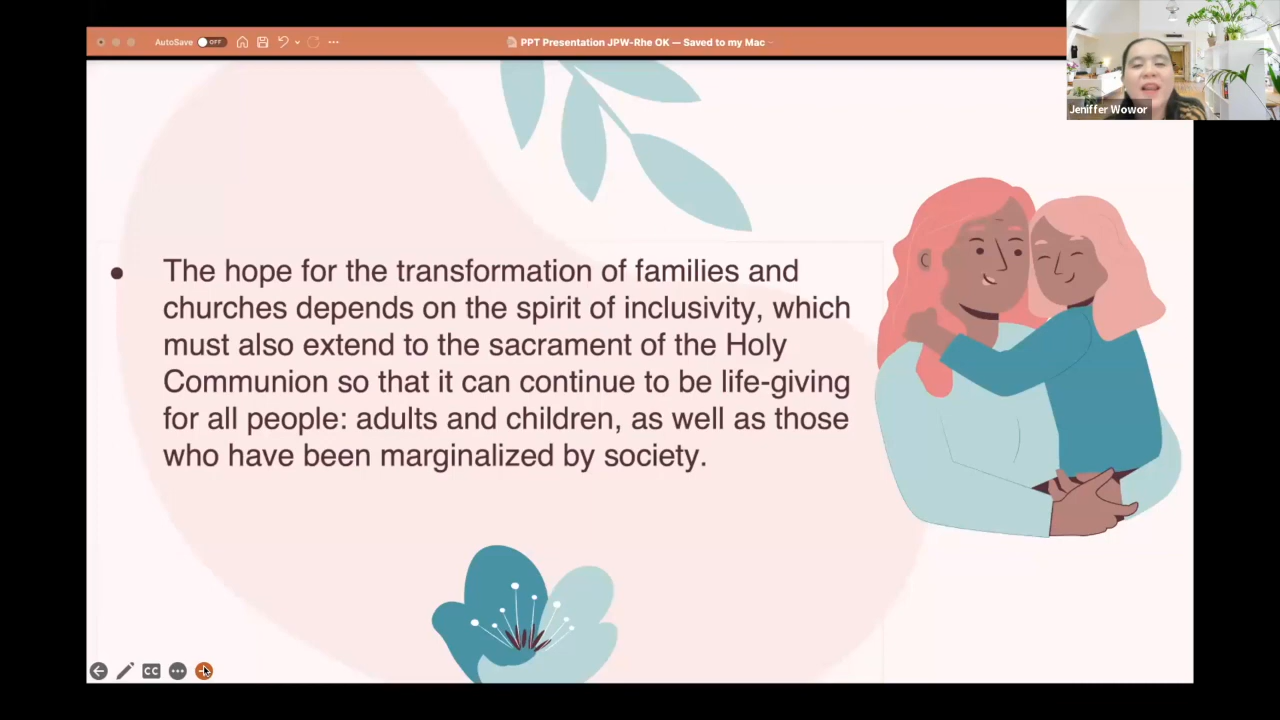 AutoSave OFF
PPT Presentation JPW-Rhe OK — Saved to my Mac
Jeniffer Wowor
• The hope for the transformation of families and
churches depends on the spirit of inclusivity, which
must also extend to the sacrament of the Holy
Communion so that it can continue to be life-giving
for all people: adults and children, as well as those
who have been marginalized by society.
CC